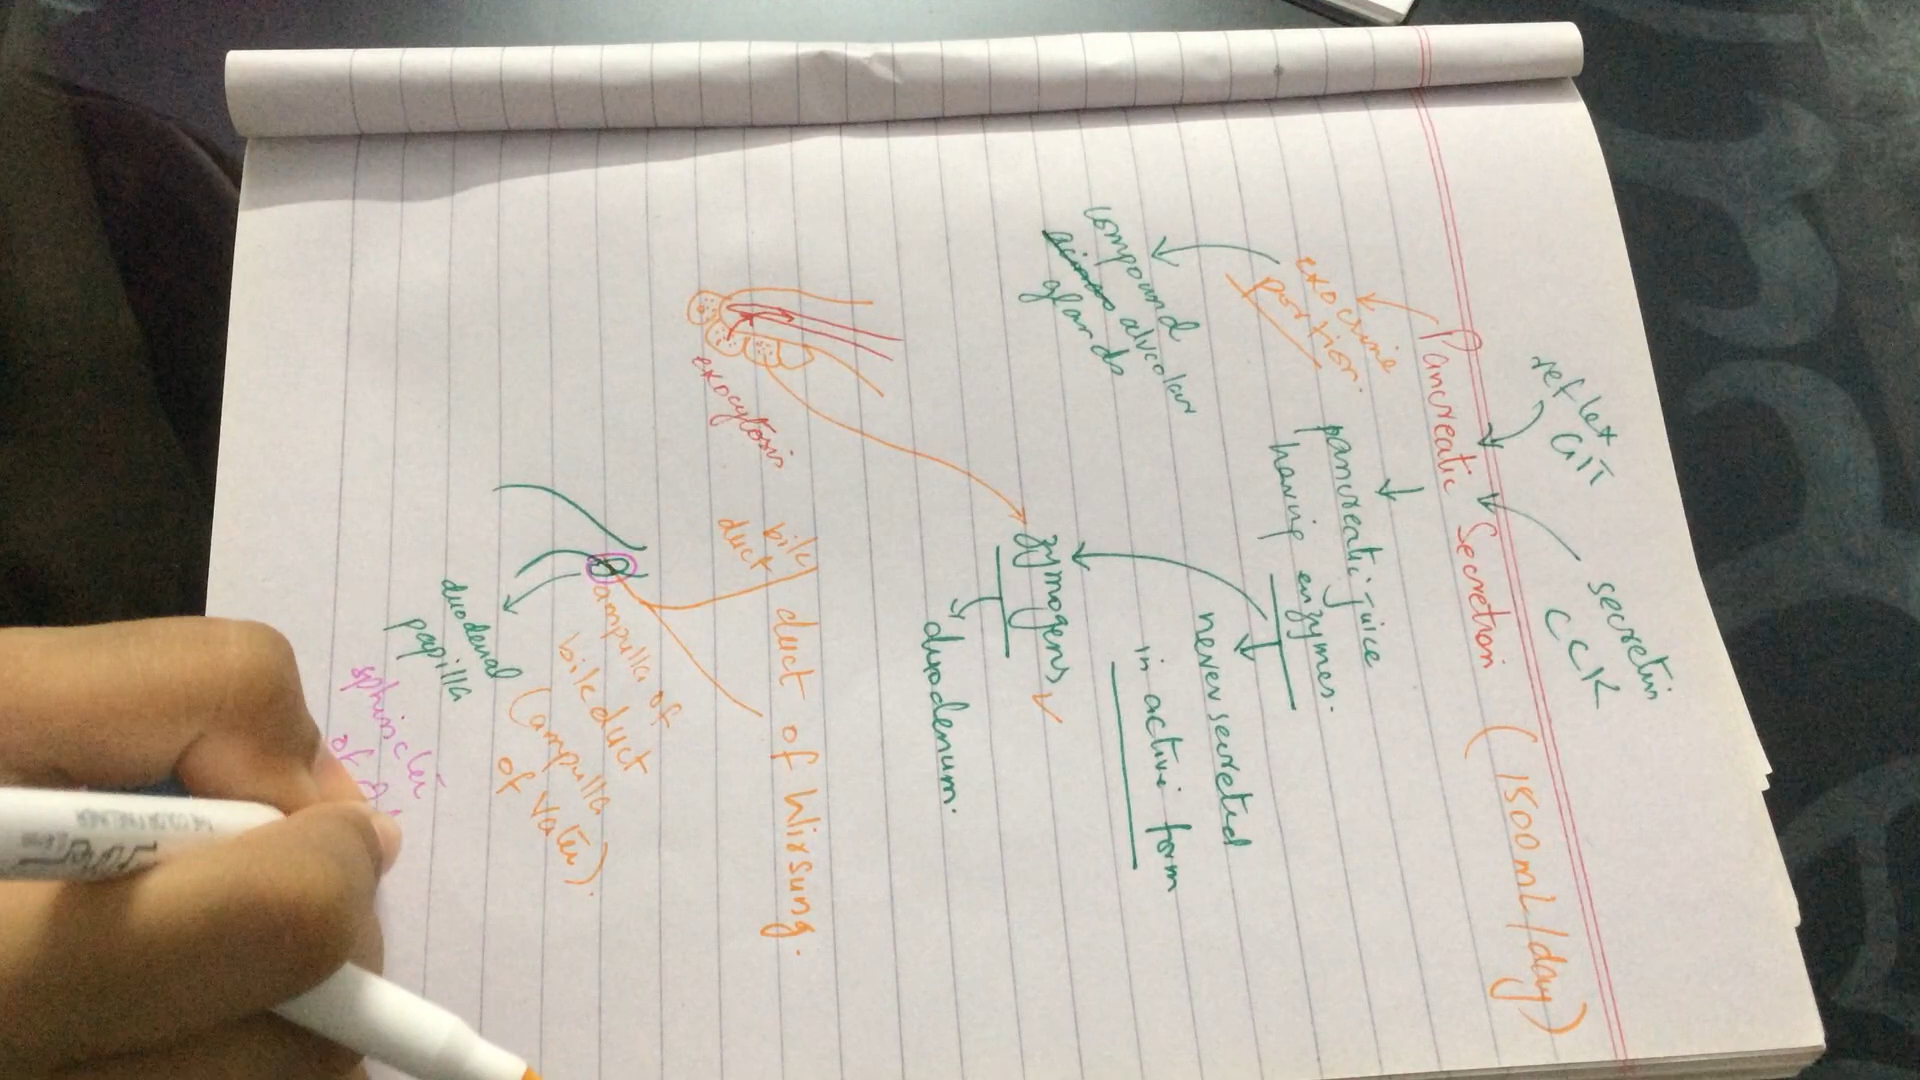 reflex
GIT
secretin
CCK
Pancreatic Secretion (1500mL/day)
exocrine
portion.
pancreatic juice
having enzymes.
compound
alveolar
glands
never secreted
in active form
zymogens
duodenum.
exocytosis
bile
duct
duct of Wirsung.
ampulla of
bile duct
(ampulla
of Vater).
duodenal
papilla
sphincter
of